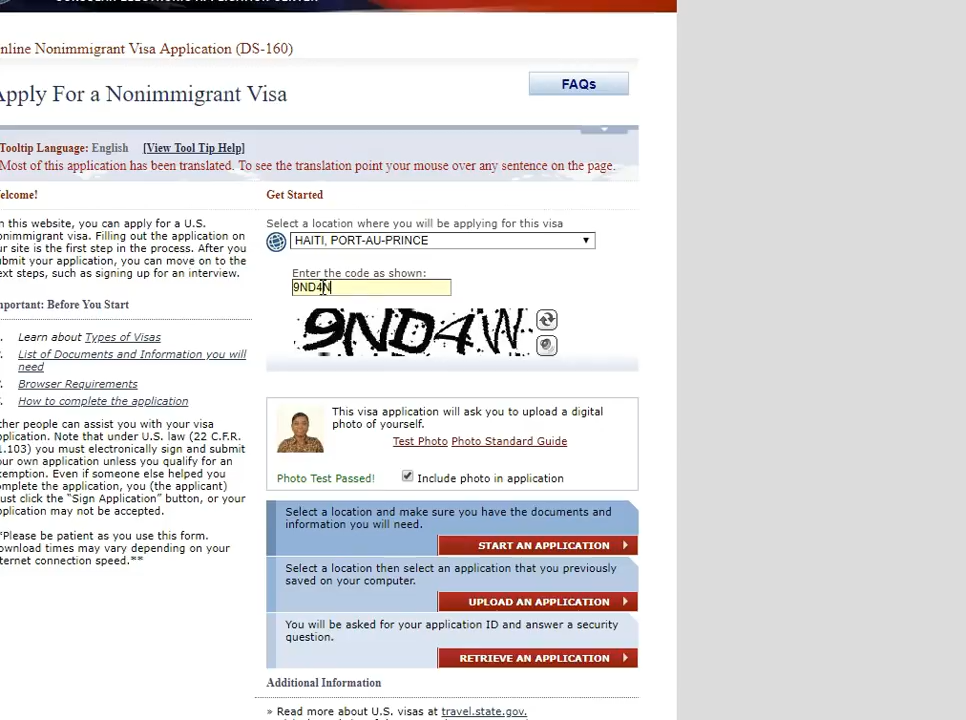 nline Nonimmigrant Visa Application (DS-160)
pply For a Nonimmigrant Visa
FAQs
Tooltip Language: English [View Tool Tip Help]
Most of this application has been translated. To see the translation point your mouse over any sentence on the page.
elcome!
n this website, you can apply for a U.S.
onimmigrant visa. Filling out the application on
ur site is the first step in the process. After you
ubmit your application, you can move on to the
ext steps, such as signing up for an interview.
mportant: Before You Start
Learn about Types of Visas
List of Documents and Information you will
need
Browser Requirements
How to complete the application
ther people can assist you with your visa
pplication. Note that under U.S. law (22 C.F.R.
1.103) you must electronically sign and submit
our own application unless you qualify for an
xemption. Even if someone else helped you
omplete the application, you (the applicant)
ust click the "Sign Application" button, or your
pplication may not be accepted.
*Please be patient as you use this form.
ownload times may vary depending on your
ternet connection speed.**
Get Started
Select a location where you will be applying for this visa
HAITI, PORT-AU-PRINCE
Enter the code as shown:
9ND4N
9ND4W
This visa application will ask you to upload a digital
photo of yourself.
Test Photo Photo Standard Guide
Photo Test Passed! Include photo in application
Select a location and make sure you have the documents and
information you will need.
START AN APPLICATION
Select a location then select an application that you previously
saved on your computer.
UPLOAD AN APPLICATION
You will be asked for your application ID and answer a security
question.
RETRIEVE AN APPLICATION
Additional Information
» Read more about U.S. visas at travel.state.gov.